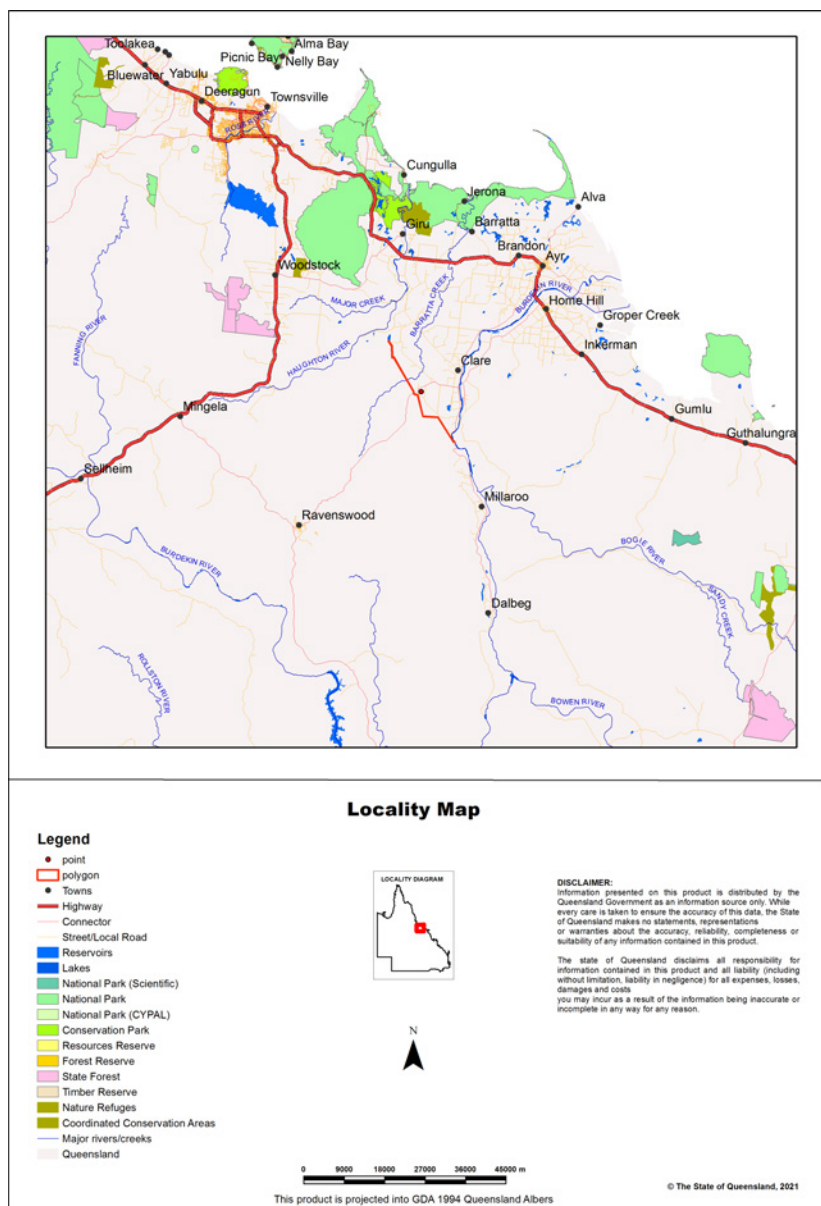 Toolakea
Alma Bay
Picnic Bay
Nelly Bay
Bluewater
Yabulu
Deeragun
Townsville
ROSS RIVER
Cungulla
Jerona
Alva
Giru
Barratta
Brandon
Ayr
Woodstock
MAJOR CREEK
BARRATTA CREEK
BURDEKIN RIVER
Home Hill
Groper Creek
FANNING RIVER
HAUGHTON RIVER
Inkerman
Clare
Mingela
Gumlu
Guthalungra
Sellheim
Millaroo
Ravenswood
BURDEKIN RIVER
BOGIE RIVER
SANDY CREEK
Dalbeg
ROLLSTON RIVER
BOWEN RIVER
Locality Map
Legend
point
polygon
Towns
Highway
Connector
Street/Local Road
Reservoirs
Lakes
National Park (Scientific)
National Park
National Park (CYPAL)
Conservation Park
Resources Reserve
Forest Reserve
State Forest
Timber Reserve
Nature Refuges
Coordinated Conservation Areas
Major rivers/creeks
Queensland
LOCALITY DIAGRAM
N
DISCLAIMER:
Information presented on this product is distributed by the
Queensland Government as an information source only. While
every care is taken to ensure the accuracy of this data, the State
of Queensland makes no statements, representations
or warranties about the accuracy, reliability, completeness or
suitability of any information contained in this product.
The state of Queensland disclaims all responsibility for
information contained in this product and all liability (including
without limitation, liability in negligence) for all expenses, losses,
damages and costs
you may incur as a result of the information being inaccurate or
incomplete in any way for any reason.
0 9000 18000 27000 36000 45000 m
This product is projected into GDA 1994 Queensland Albers
© The State of Queensland, 2021